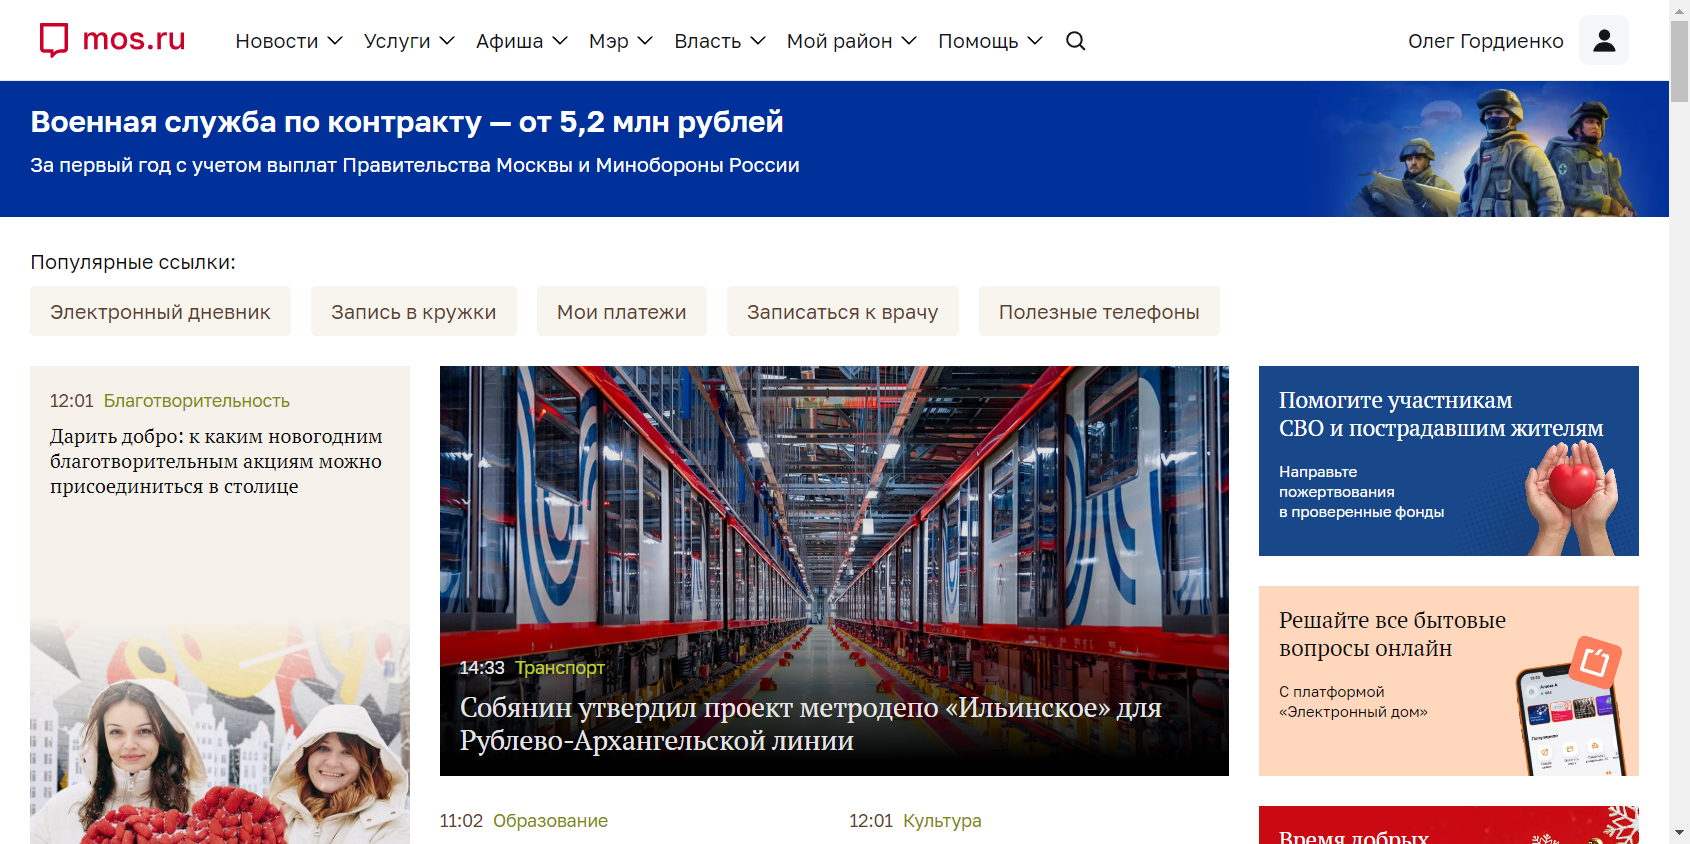 mos.ru
Новости Услуги Афиша Мэр Власть Мой район Помощь
Олег Гордиенко
Военная служба по контракту — от 5,2 млн рублей
За первый год с учетом выплат Правительства Москвы и Минобороны России
Популярные ссылки:
Электронный дневник Запись в кружки Мои платежи Записаться к врачу Полезные телефоны
12:01 Благотворительность
Дарить добро: к каким новогодним
благотворительным акциям можно
присоединиться в столице
14:33 Транспорт
Собянин утвердил проект метродепо «Ильинское» для
Рублево-Архангельской линии
11:02 Образование
12:01 Культура
Помогите участникам
СВО и пострадавшим жителям
Направьте
пожертвования
в проверенные фонды
Решайте все бытовые
вопросы онлайн
С платформой
«Электронный дом»
Время добрых